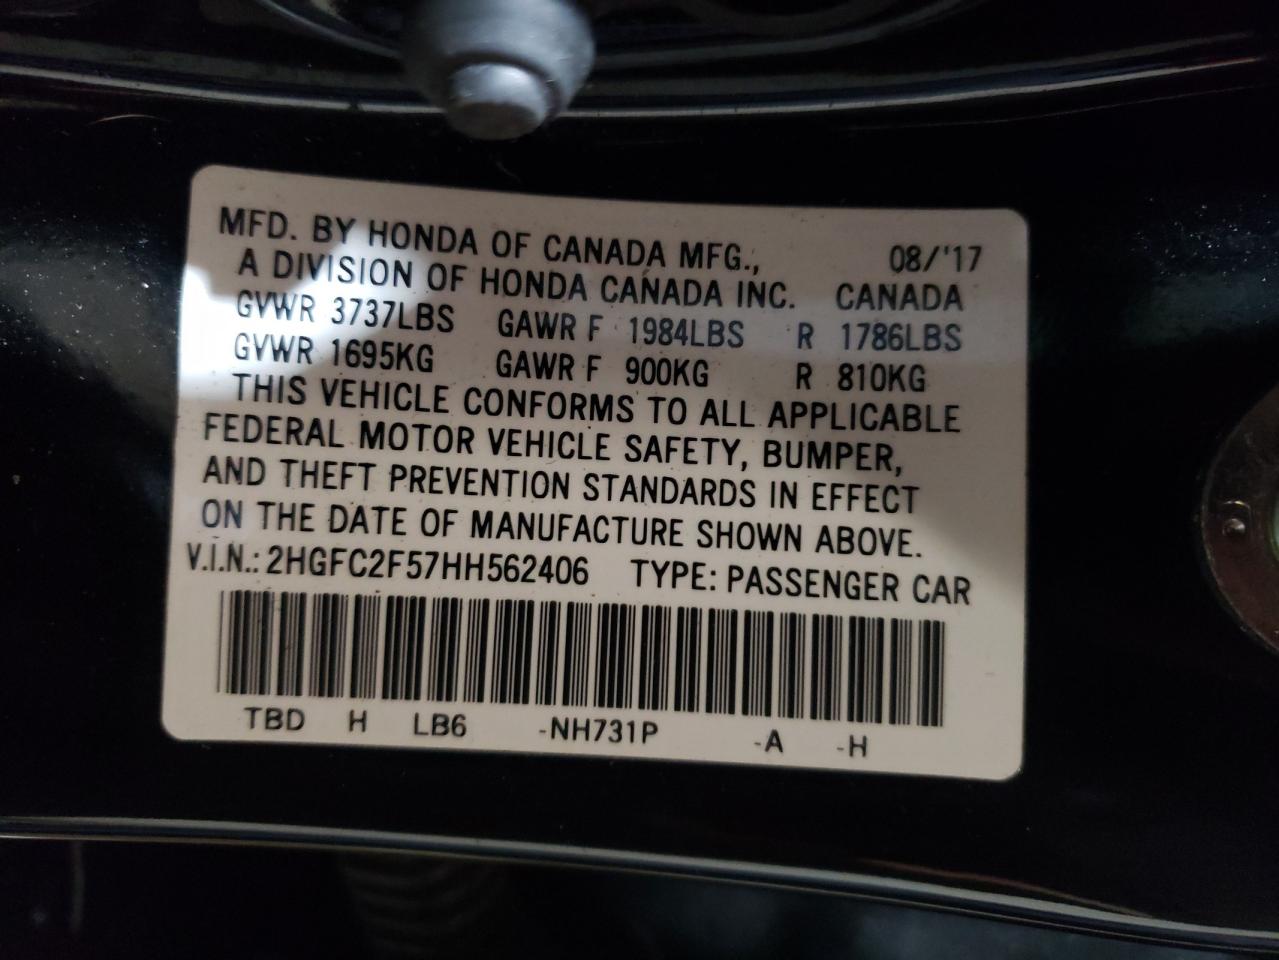 MFD. BY HONDA OF CANADA MFG., 08/'17
A DIVISION OF HONDA CANADA INC. CANADA
GVWR 3737LBS GAWR F 1984LBS R 1786LBS
GVWR 1695KG GAWR F 900KG R 810KG
THIS VEHICLE CONFORMS TO ALL APPLICABLE
FEDERAL MOTOR VEHICLE SAFETY, BUMPER,
AND THEFT PREVENTION STANDARDS IN EFFECT
ON THE DATE OF MANUFACTURE SHOWN ABOVE.
V.I.N.: 2HGFC2F57HH562406 TYPE: PASSENGER CAR
TBD H LB6 -NH731P -A -H